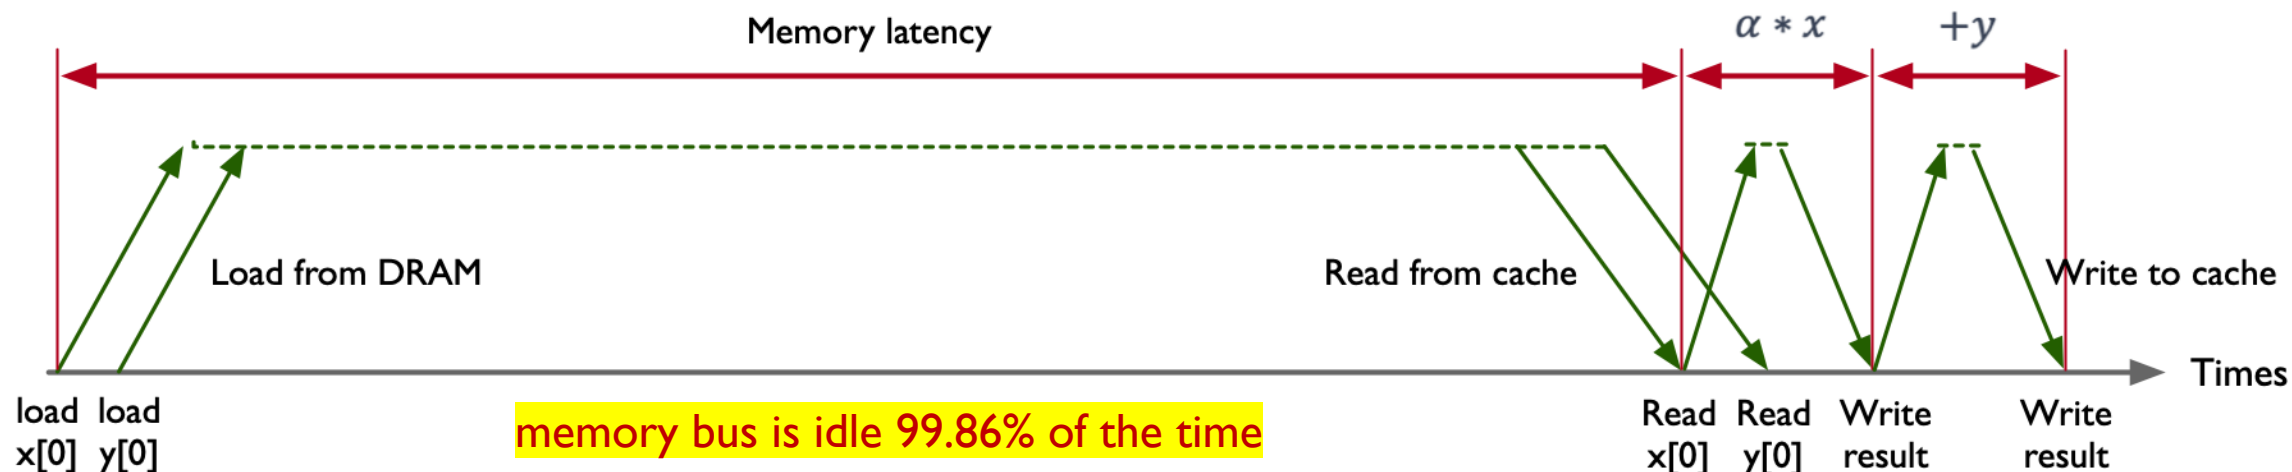 Memory latency
α * x
+y
Load from DRAM
Read from cache
Write to cache
Times
load load
x[0] y[0]
memory bus is idle 99.86% of the time
Read Read Write Write
x[0] y[0] result result